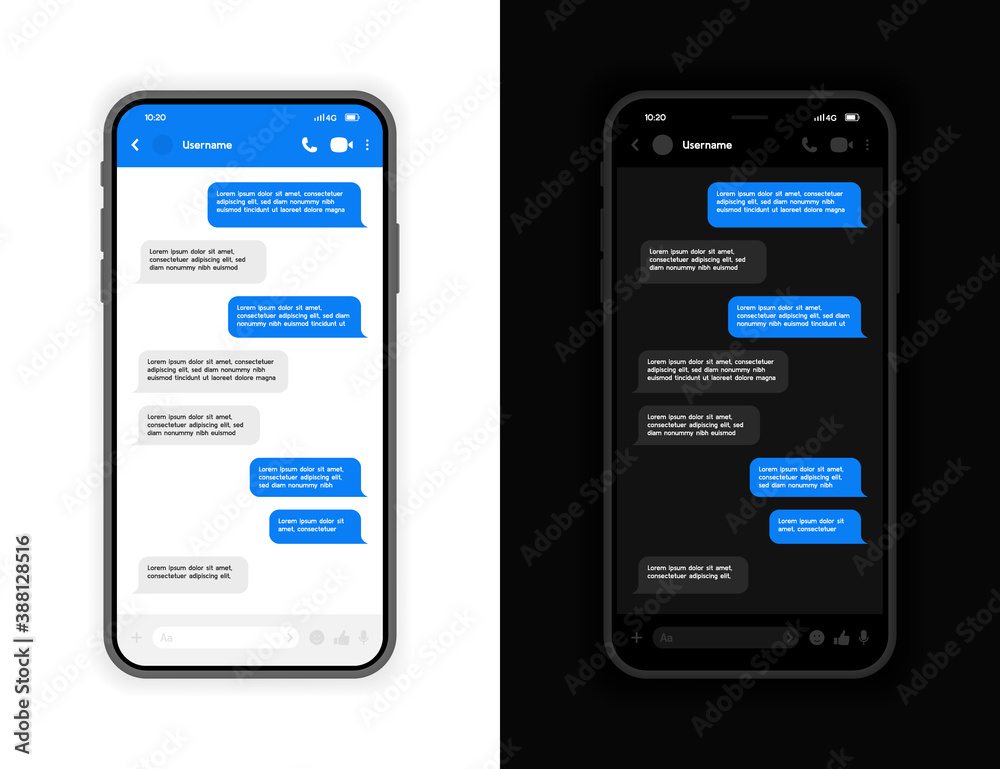 10:20
4G
Username
Lorem ipsum dolor sit amet, consectetuer
adipiscing elit, sed diam nonummy nibh
euismod tincidunt ut laoreet dolore magna
Lorem ipsum dolor sit amet,
consectetuer adipiscing elit, sed
diam nonummy nibh euismod
Lorem ipsum dolor sit amet,
consectetuer adipiscing elit, sed diam
nonummy nibh euismod tincidunt ut
Lorem ipsum dolor sit amet, consectetuer
adipiscing elit, sed diam nonummy nibh
euismod tincidunt ut laoreet dolore magna
Lorem ipsum dolor sit amet,
consectetuer adipiscing elit, sed
diam nonummy nibh euismod
Lorem ipsum dolor sit amet,
consectetuer adipiscing elit,
sed diam nonummy nibh
Lorem ipsum dolor sit
amet, consectetuer
Lorem ipsum dolor sit amet,
consectetuer adipiscing elit,
Aa
10:20
4G
Username
Lorem ipsum dolor sit amet, consectetuer
adipiscing elit, sed diam nonummy nibh
euismod tincidunt ut laoreet dolore magna
Lorem ipsum dolor sit amet,
consectetuer adipiscing elit, sed
diam nonummy nibh euismod
Lorem ipsum dolor sit amet,
consectetuer adipiscing elit, sed diam
nonummy nibh euismod tincidunt ut
Lorem ipsum dolor sit amet, consectetuer
adipiscing elit, sed diam nonummy nibh
euismod tincidunt ut laoreet dolore magna
Lorem ipsum dolor sit amet,
consectetuer adipiscing elit, sed
diam nonummy nibh euismod
Lorem ipsum dolor sit amet,
consectetuer adipiscing elit,
sed diam nonummy nibh
Lorem ipsum dolor sit
amet, consectetuer
Lorem ipsum dolor sit amet,
consectetuer adipiscing elit,
Aa
Adobe Stock | #388128516
Adobe Stock